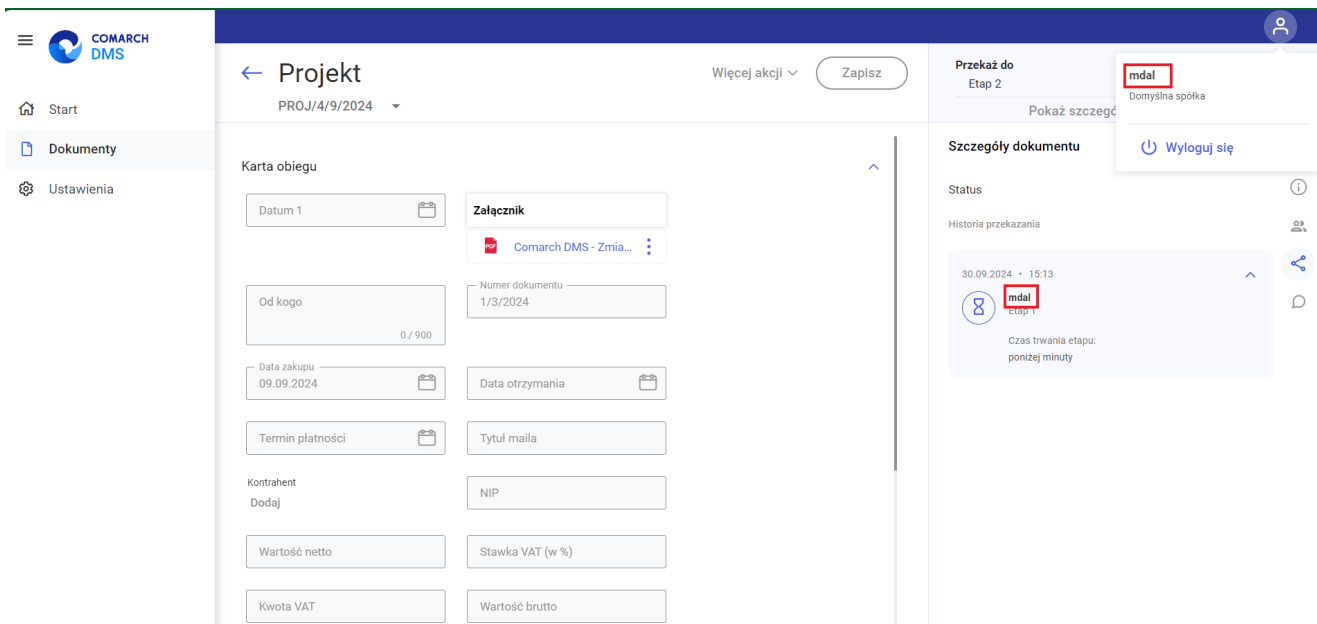 COMARCH
DMS
Start
Dokumenty
Ustawienia
Projekt
PROJ/4/9/2024
Więcej akcji
Zapisz
Karta obiegu
Datum 1
Załącznik
PDF
Comarch DMS - Zmia...
Od kogo
0 / 900
Numer dokumentu
1/3/2024
Data zakupu
09.09.2024
Data otrzymania
Termin płatności
Tytuł maila
Kontrahent
Dodaj
NIP
Wartość netto
Stawka VAT (w %)
Kwota VAT
Wartość brutto
Przekaż do
Etap 2
Pokaż szczegó
mdal
Domyślna spółka
Wyloguj się
Szczegóły dokumentu
Status
Historia przekazania
30.09.2024 • 15:13
mdal
Etap 1
Czas trwania etapu:
poniżej minuty